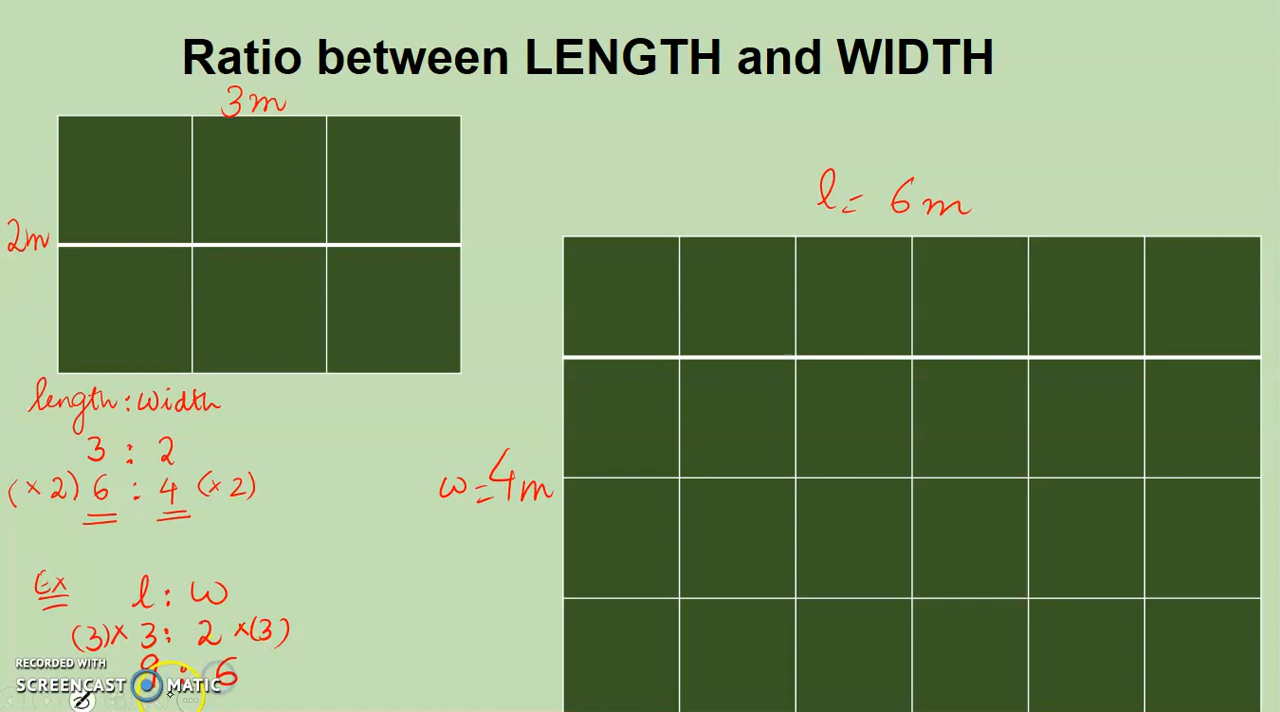 Ratio between LENGTH and WIDTH
3m
2m
l = 6m
w = 4m
length : width
3 : 2
(× 2) 6 : 4 (× 2)
Ex l : w
(3)× 3 : 2 ×(3)
9 : 6
RECORDED WITH
SCREENCAST MATIC